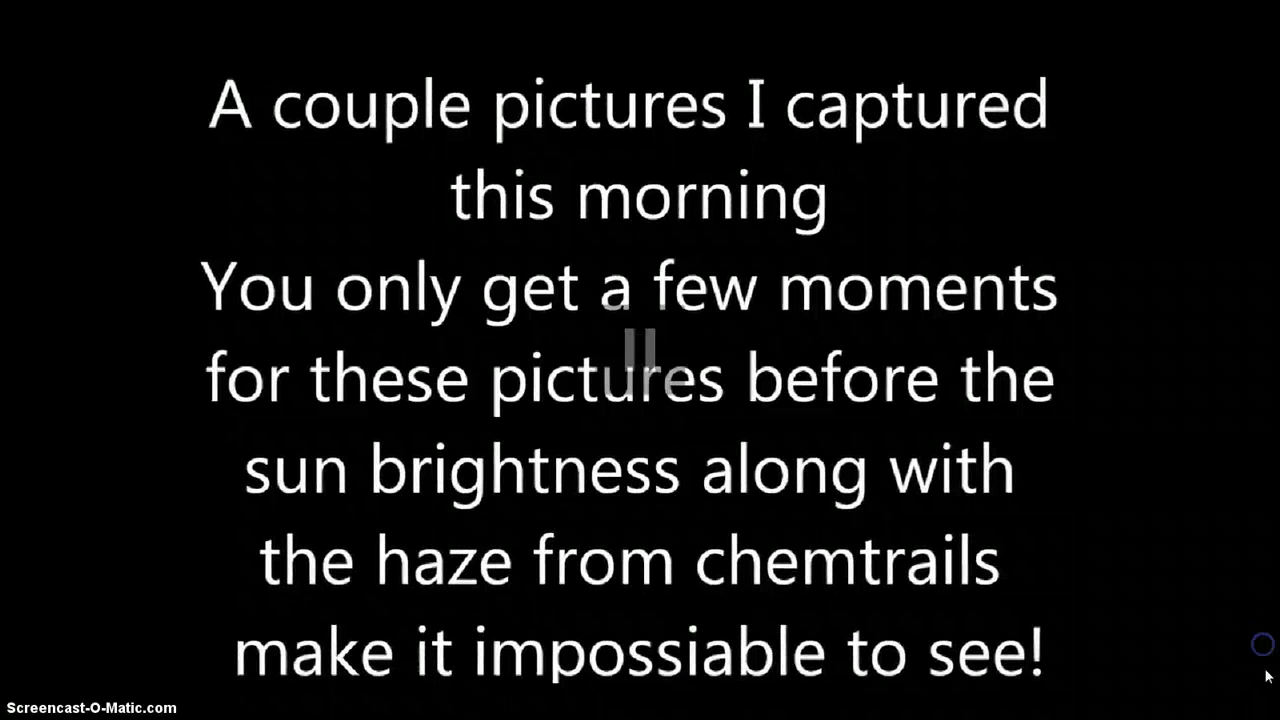 A couple pictures I captured
this morning
You only get a few moments
for these pictures before the
sun brightness along with
the haze from chemtrails
make it impossiable to see!
Screencast-O-Matic.com